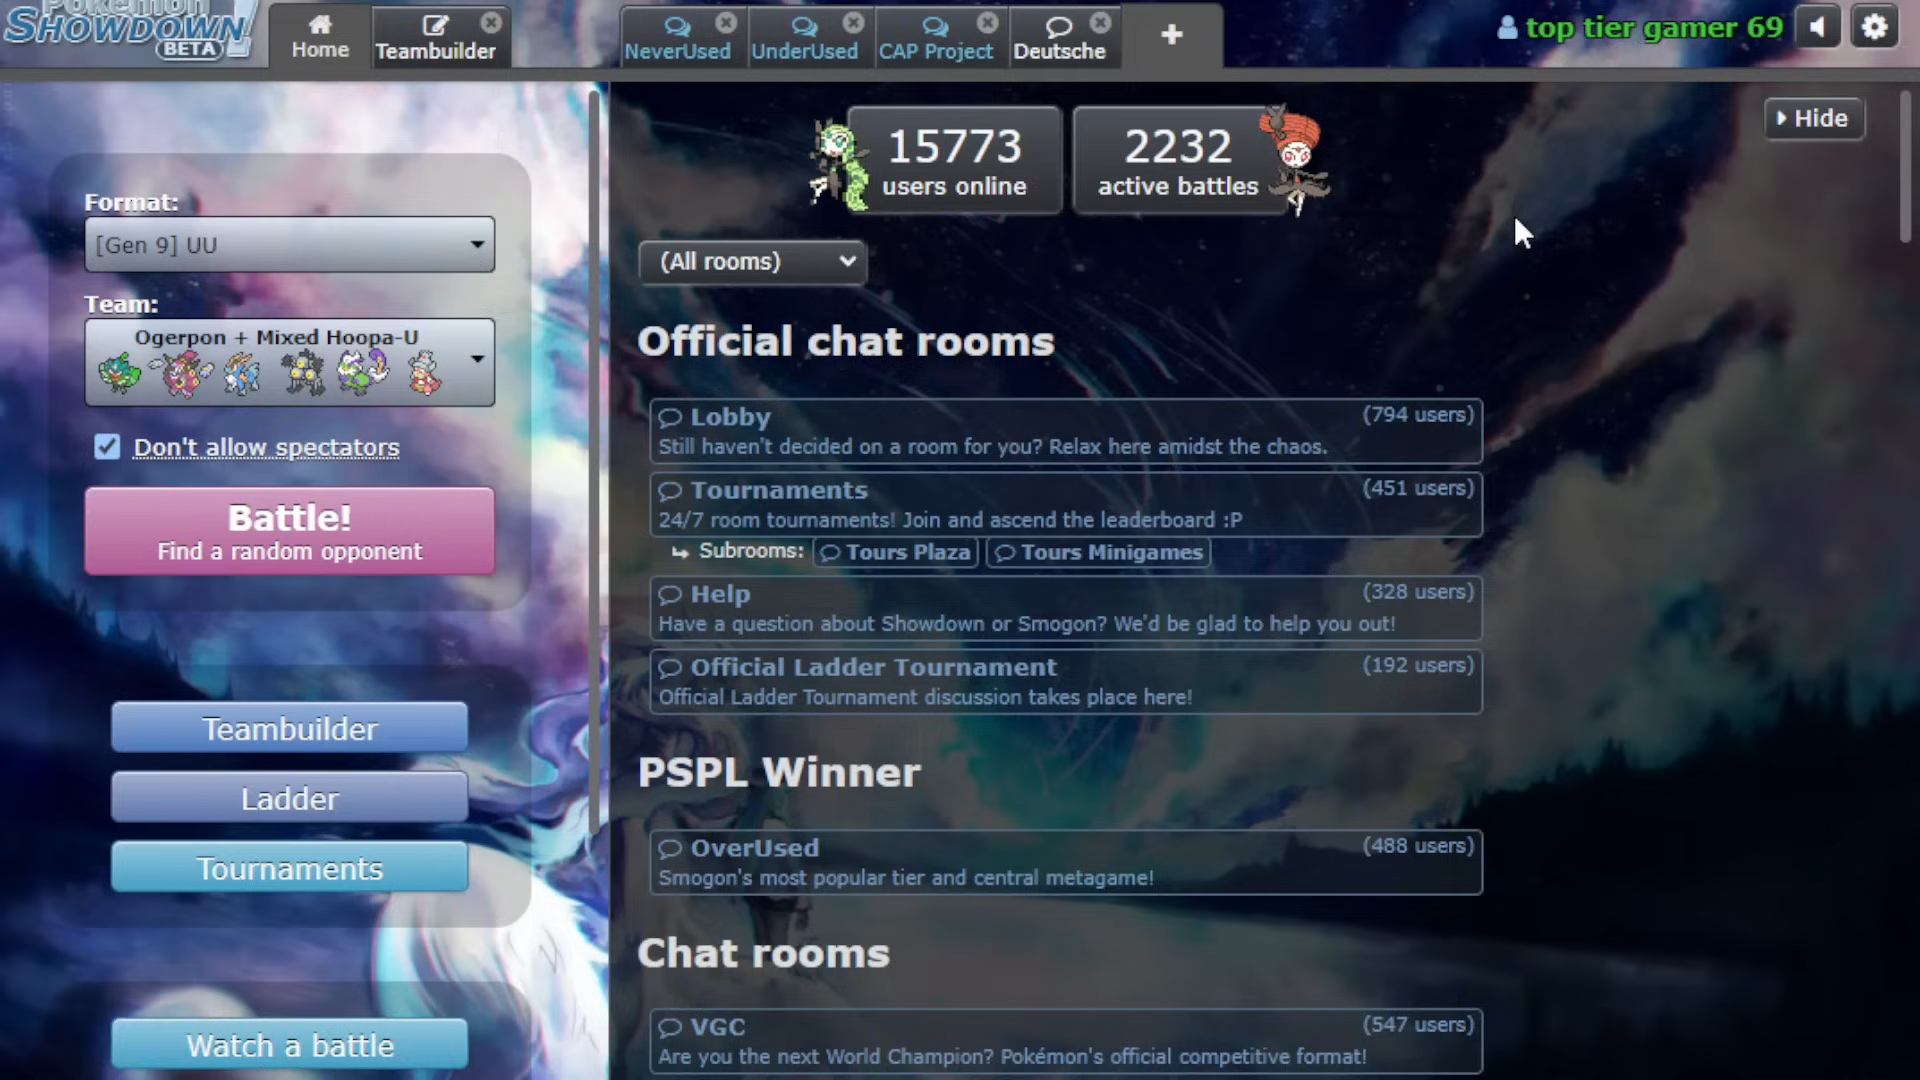 Pokémon
SHOWDOWN!
BETA
Home
Teambuilder
NeverUsed
UnderUsed
CAP Project
Deutsche
top tier gamer 69
Format:
[Gen 9] UU
Team:
Ogerpon + Mixed Hoopa-U
Don't allow spectators
Battle!
Find a random opponent
Teambuilder
Ladder
Tournaments
Watch a battle
15773
users online
2232
active battles
Hide
(All rooms)
Official chat rooms
Lobby (794 users)
Still haven't decided on a room for you? Relax here amidst the chaos.
Tournaments (451 users)
24/7 room tournaments! Join and ascend the leaderboard :P
↳ Subrooms: Tours Plaza Tours Minigames
Help (328 users)
Have a question about Showdown or Smogon? We'd be glad to help you out!
Official Ladder Tournament (192 users)
Official Ladder Tournament discussion takes place here!
PSPL Winner
OverUsed (488 users)
Smogon's most popular tier and central metagame!
Chat rooms
VGC (547 users)
Are you the next World Champion? Pokémon's official competitive format!